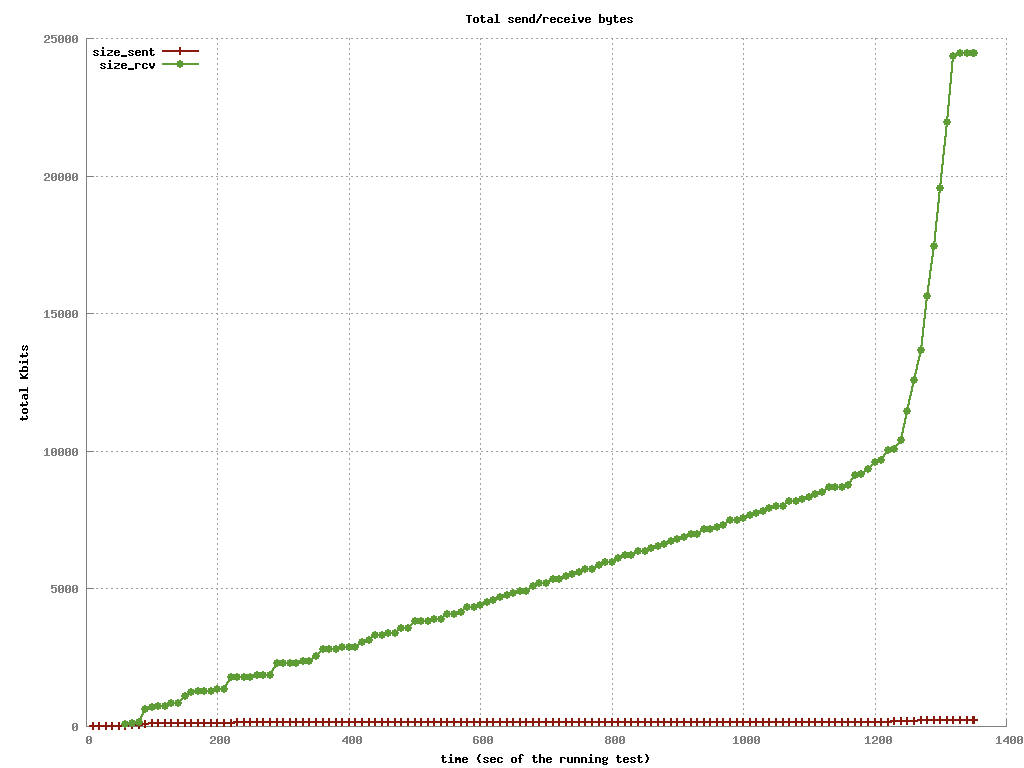 Total send/receive bytes
size_sent
size_rcv
25000
20000
15000
10000
5000
0
total Kbits
0 200 400 600 800 1000 1200 1400
time (sec of the running test)